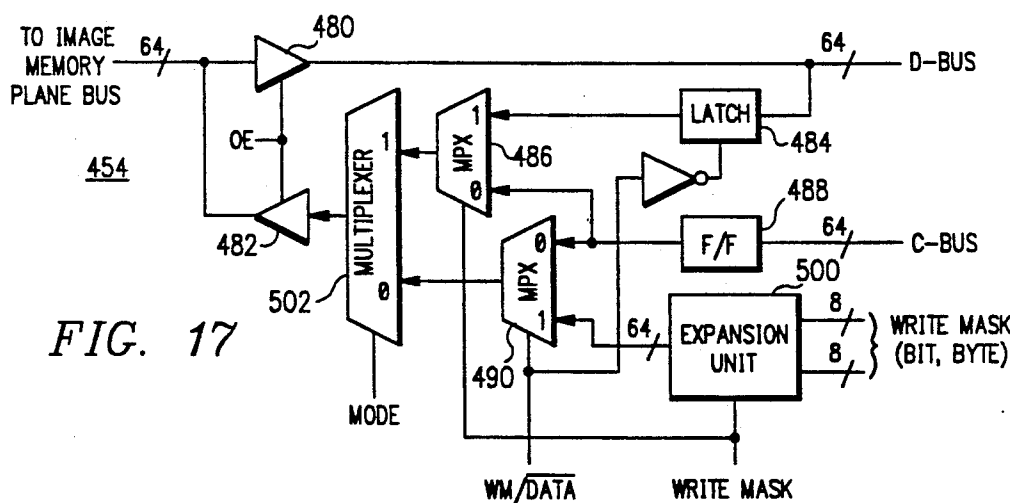 TO IMAGE
MEMORY
PLANE BUS
64
480
64
D-BUS
OE
454
482
MULTIPLEXER
1
0
502
MODE
MPX
1
0
486
LATCH
484
MPX
0
1
490
F/F
488
64
C-BUS
500
EXPANSION
UNIT
64
8
8
WRITE MASK
(BIT, BYTE)
FIG. 17
WM/D̅A̅T̅A̅
WRITE MASK